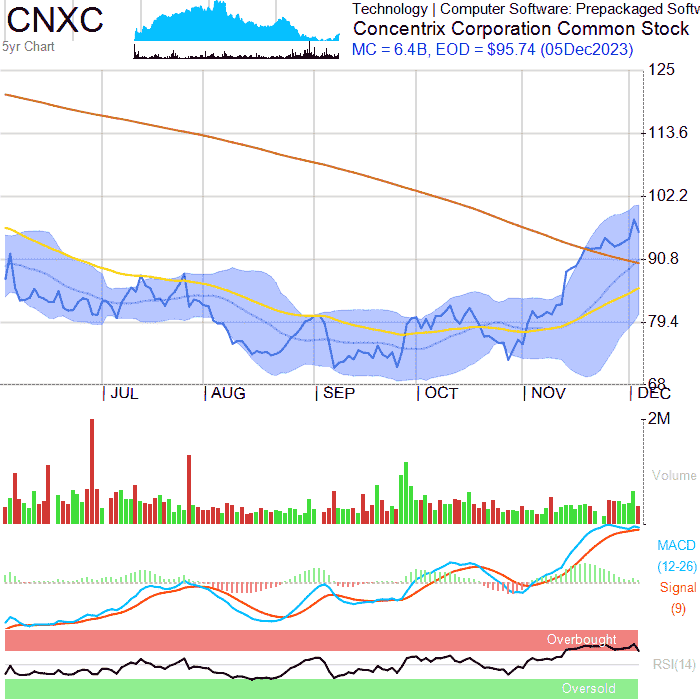 CNXC
5yr Chart
Technology | Computer Software: Prepackaged Softw
Concentrix Corporation Common Stock
MC = 6.4B, EOD = $95.74 (05Dec2023)
125
113.6
102.2
90.8
79.4
68
JUL AUG SEP OCT NOV DEC
2M
Volume
MACD
(12-26)
Signal
(9)
Overbought
RSI(14)
Oversold